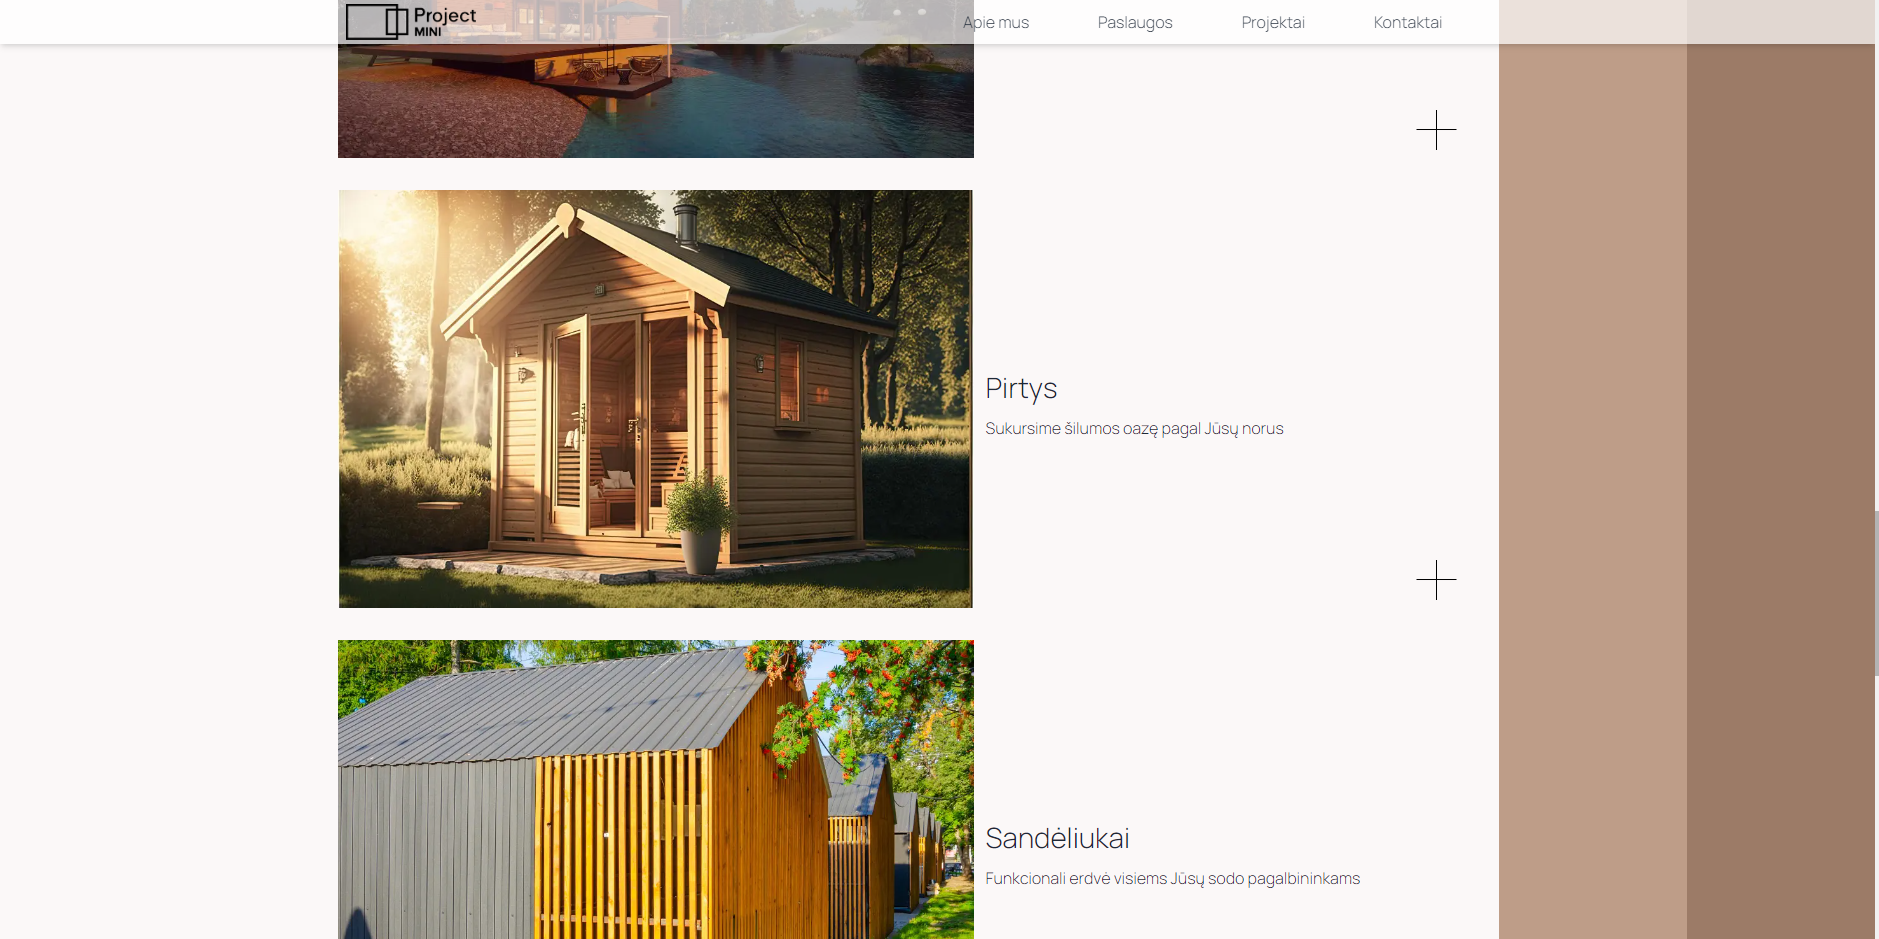 Project
MINI
Apie mus
Paslaugos
Projektai
Kontaktai
Pirtys
Sukursime šilumos oazę pagal Jūsų norus
Sandėliukai
Funkcionali erdvė visiems Jūsų sodo pagalbininkams